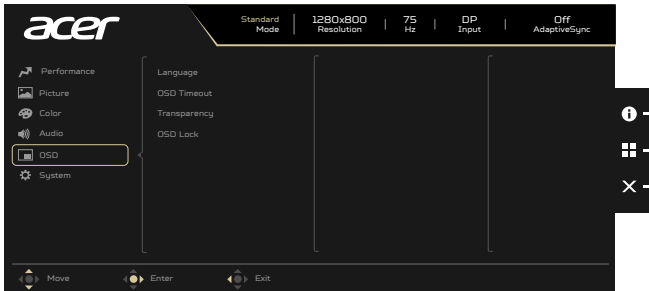 acer
Standard Mode
1280x800 Resolution
75 Hz
DP Input
Off AdaptiveSync
Performance
Picture
Color
Audio
OSD
System
Language
OSD Timeout
Transparency
OSD Lock
Move
Enter
Exit